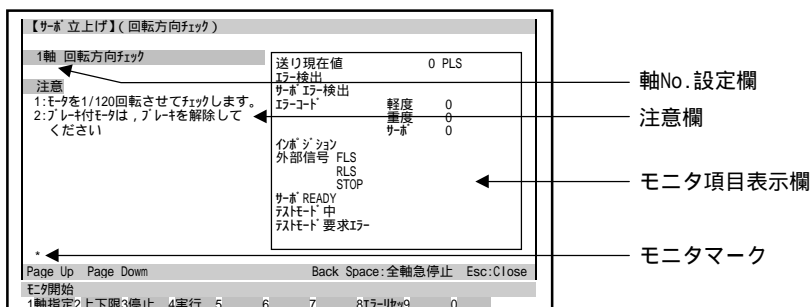 【サーボ立上げ】(回転方向チェック)
1軸 回転方向チェック
注意
1:モータを1/120回転させてチェックします。
2:ブレーキ付モータは,ブレーキを解除して
ください
*
送り現在値 0 PLS
エラー検出
サーボエラー検出
エラーコード 軽度 0
重度 0
サーボ 0
インポジション
外部信号 FLS
RLS
STOP
サーボREADY
テストモード中
テストモード要求エラー
軸No.設定欄
注意欄
モニタ項目表示欄
モニタマーク
Page Up Page Down Back Space:全軸急停止 Esc:Close
モニタ開始
1軸指定2上下限3停止 4実行 5 6 7 8エラーリセッ9 0